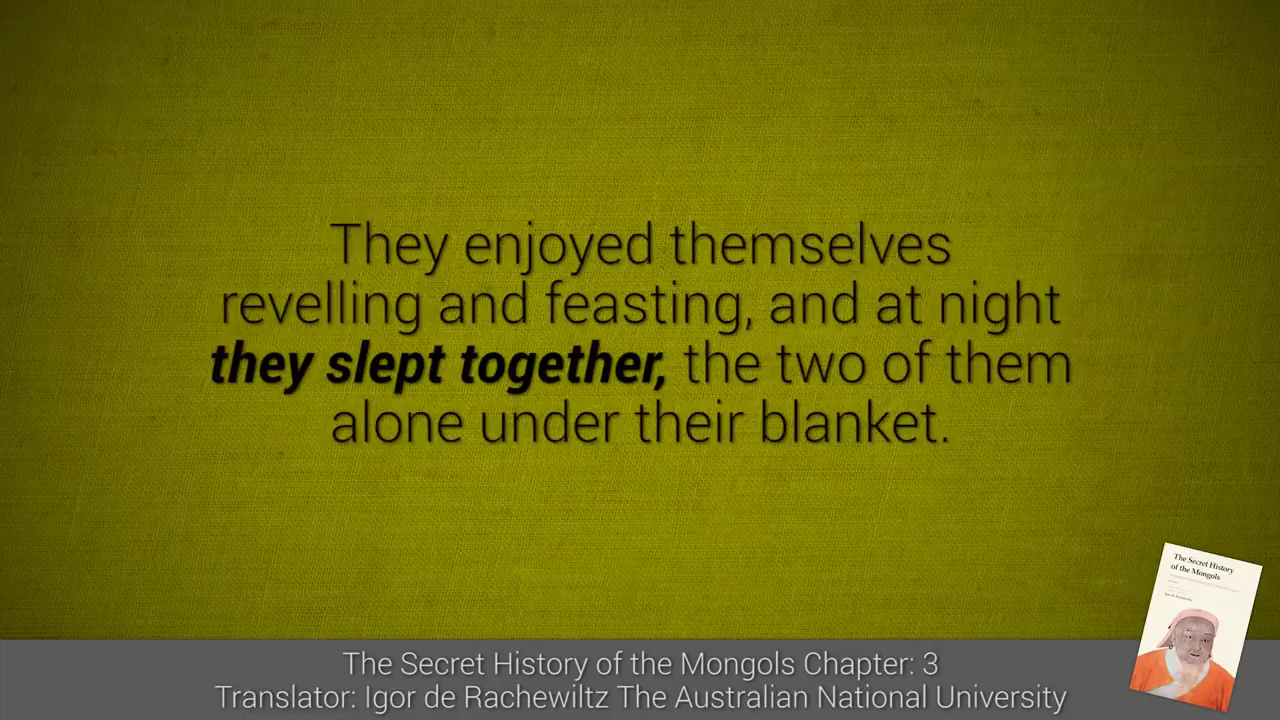 They enjoyed themselves
revelling and feasting, and at night
they slept together, the two of them
alone under their blanket.
The Secret History
of the Mongols
The Secret History of the Mongols Chapter: 3
Translator: Igor de Rachewiltz The Australian National University